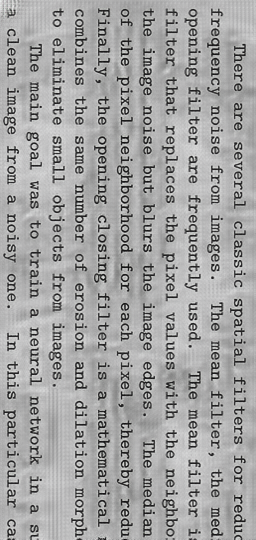 There are several classic spatial filters for reduc
frequency noise from images. The mean filter, the med
opening filter are frequently used. The mean filter is
filter that replaces the pixel values with the neighbo
the image noise but blurs the image edges. The median
of the pixel neighborhood for each pixel, thereby redu
Finally, the opening closing filter is a mathematical
combines the same number of erosion and dilation morph
to eliminate small objects from images.
The main goal was to train a neural network in a su
a clean image from a noisy one. In this particular ca